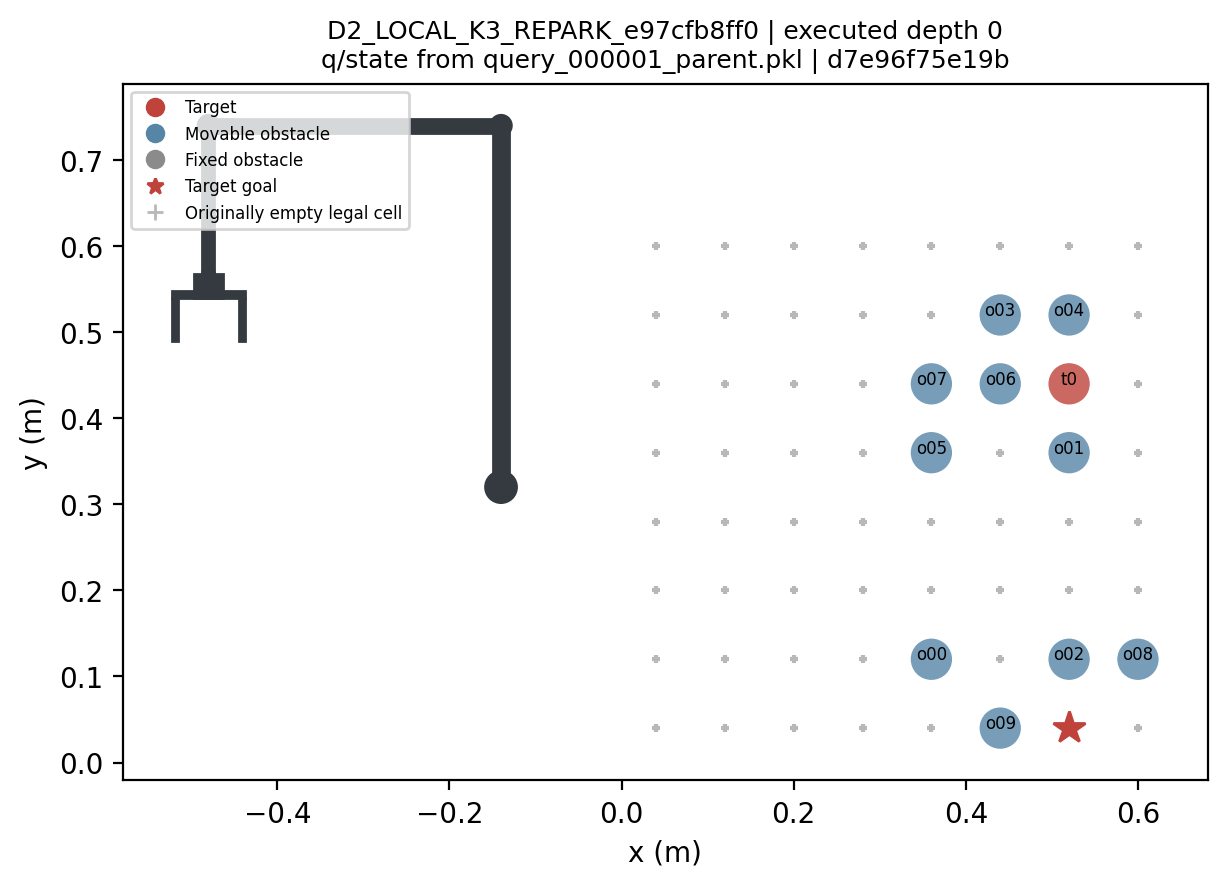 D2_LOCAL_K3_REPARK_e97cfb8ff0 | executed depth 0
q/state from query_000001_parent.pkl | d7e96f75e19b
Target
Movable obstacle
Fixed obstacle
Target goal
Originally empty legal cell
0.7
0.6
0.5
0.4
0.3
0.2
0.1
0.0
y (m)
o03
o04
o07
o06
t0
o05
o01
o00
o02
o08
o09
−0.4
−0.2
0.0
0.2
0.4
0.6
x (m)